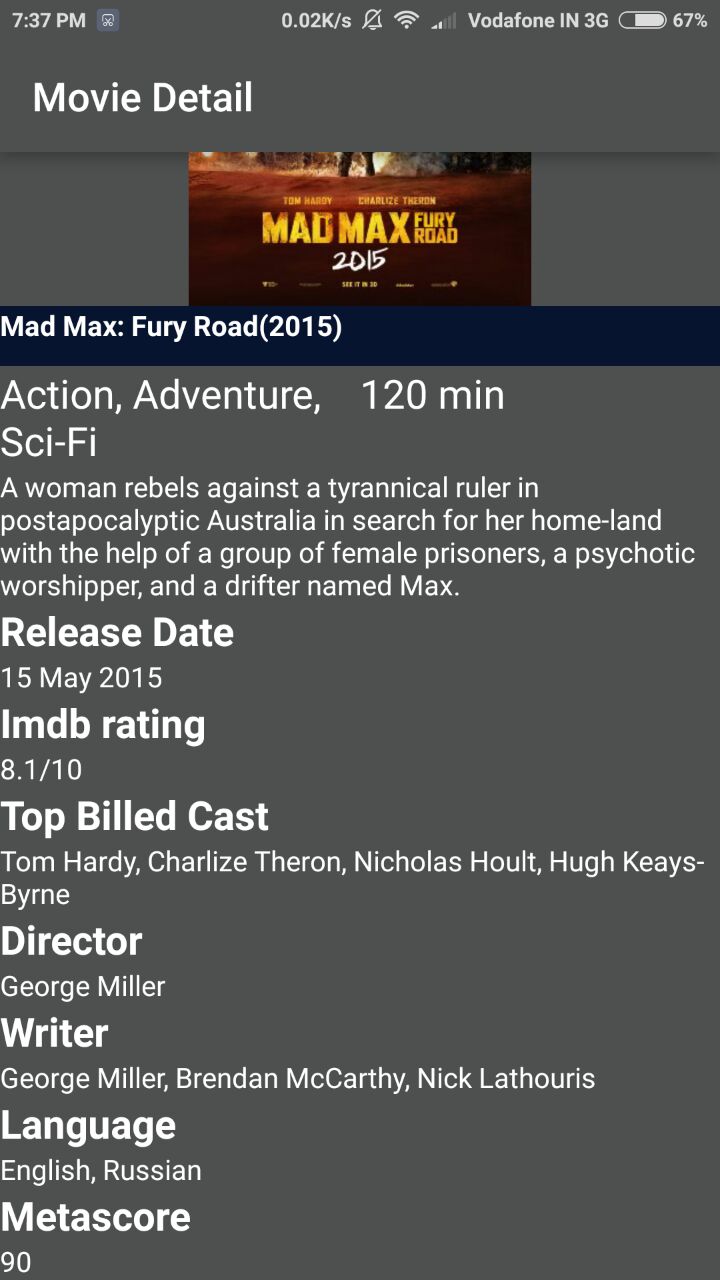 7:37 PM 0.02K/s Vodafone IN 3G 67%
Movie Detail
TOM HARDY CHARLIZE THERON
MAD MAX FURY ROAD
2015
SEE IT IN 3D
Mad Max: Fury Road(2015)
Action, Adventure, 120 min
Sci-Fi
A woman rebels against a tyrannical ruler in
postapocalyptic Australia in search for her home-land
with the help of a group of female prisoners, a psychotic
worshipper, and a drifter named Max.
Release Date
15 May 2015
Imdb rating
8.1/10
Top Billed Cast
Tom Hardy, Charlize Theron, Nicholas Hoult, Hugh Keays-
Byrne
Director
George Miller
Writer
George Miller, Brendan McCarthy, Nick Lathouris
Language
English, Russian
Metascore
90